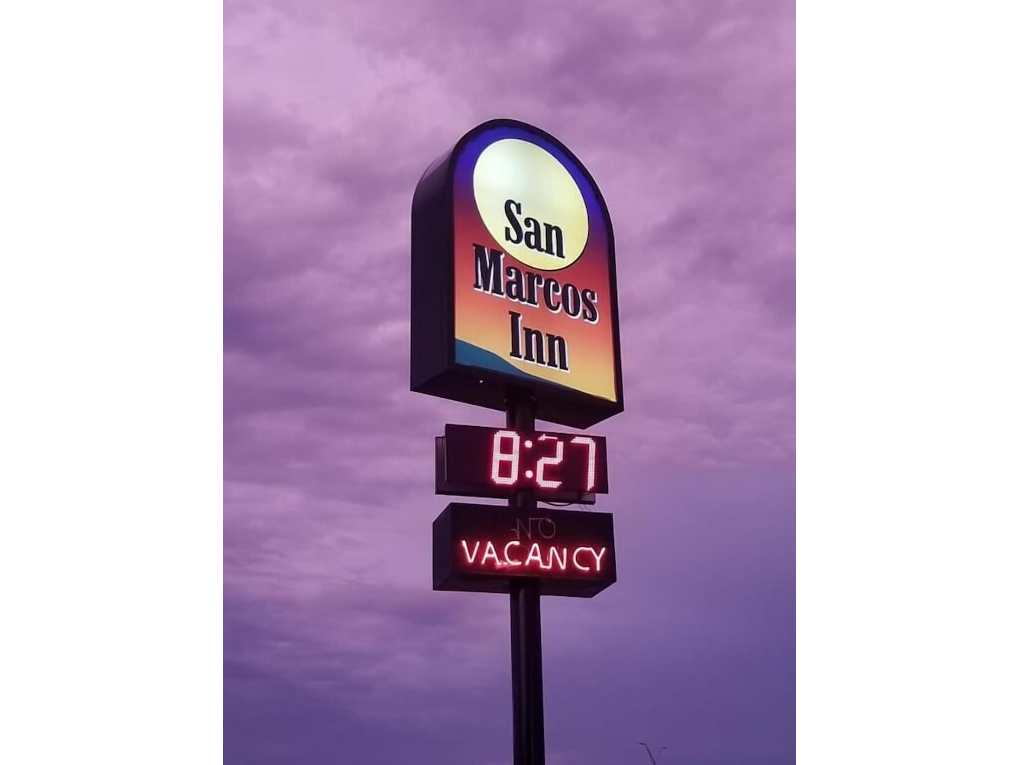 San
Marcos
Inn
8:27
NO
VACANCY